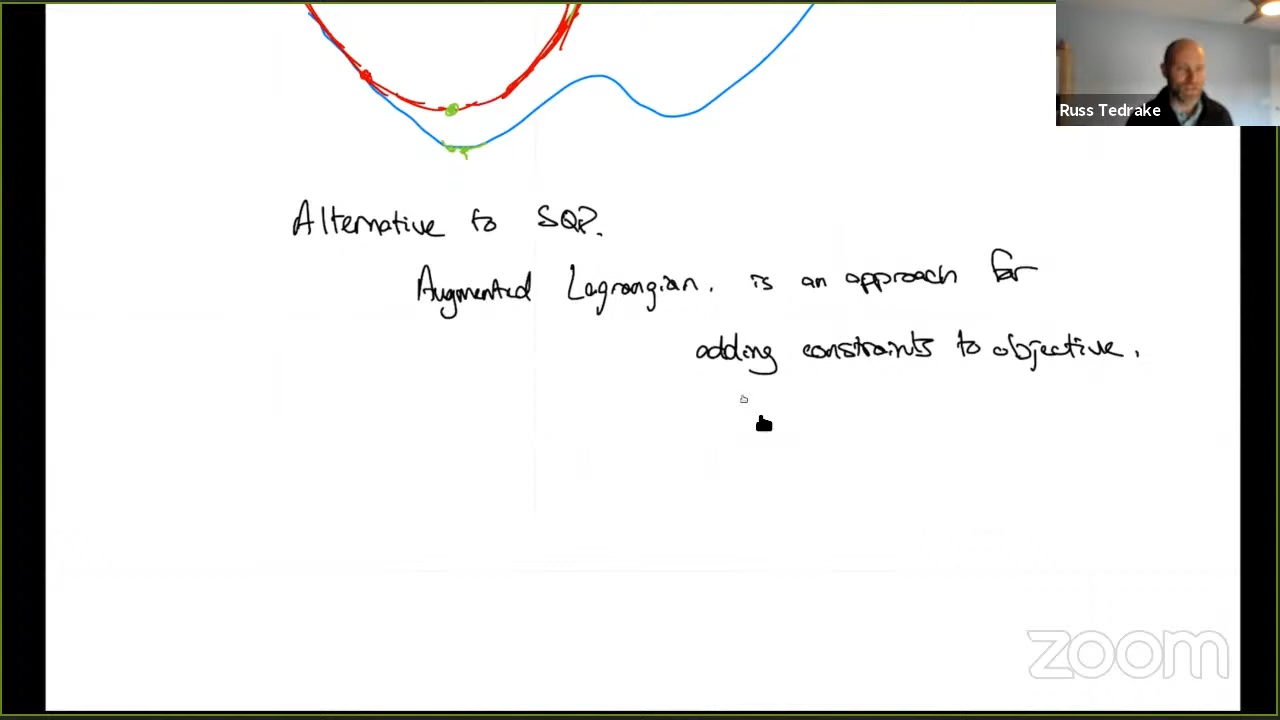 Russ Tedrake
Alternative to SQP.
Augmented Lagrangian. is an approach for
adding constraints to objective.
zoom